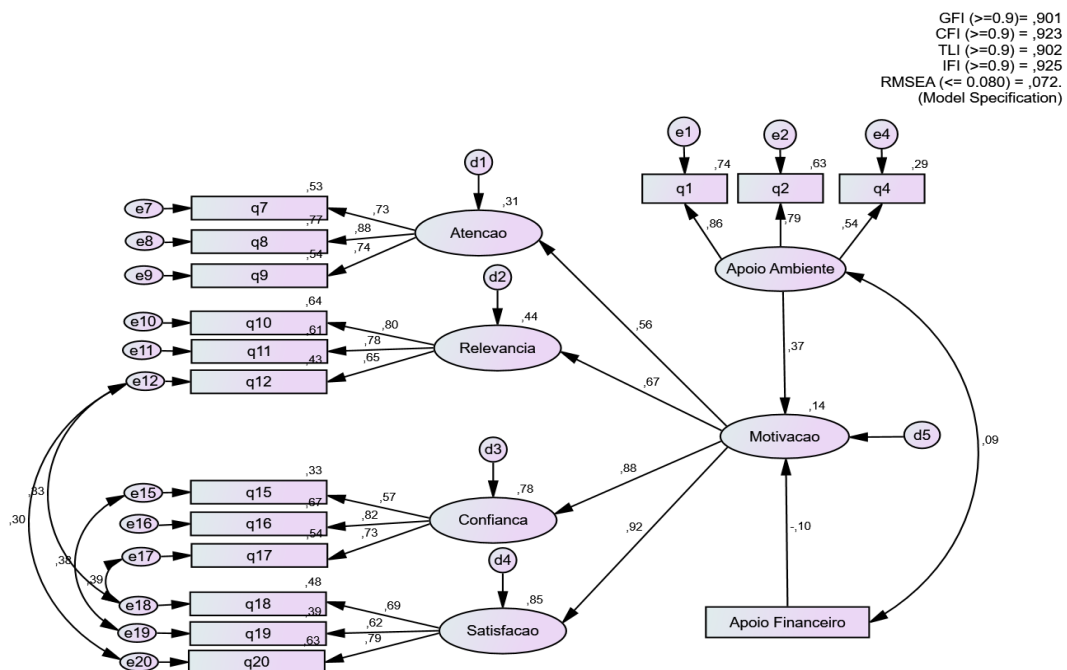 GFI (>=0.9)= ,901
CFI (>=0.9) = ,923
TLI (>=0.9) = ,902
IFI (>=0.9) = ,925
RMSEA (<= 0.080) = ,072.
(Model Specification)
e1
e2
e4
,74
,63
,29
q1
q2
q4
,86
,79
,54
Apoio Ambiente
d1
,53
,31
e7
q7
,73
Atencao
,77
e8
q8
,88
,54
e9
q9
,74
d2
,64
,44
e10
q10
,80
Relevancia
,61
e11
q11
,78
,43
e12
q12
,65
,56
,67
,37
,14
Motivacao
d5
,09
,88
,92
-,10
Apoio Financeiro
d3
,33
,78
e15
q15
,57
Confianca
,67
e16
q16
,82
,54
e17
q17
,73
d4
,48
,85
e18
q18
,69
Satisfacao
,39
e19
q19
,62
,63
e20
q20
,79
,33
,30
,38
,39